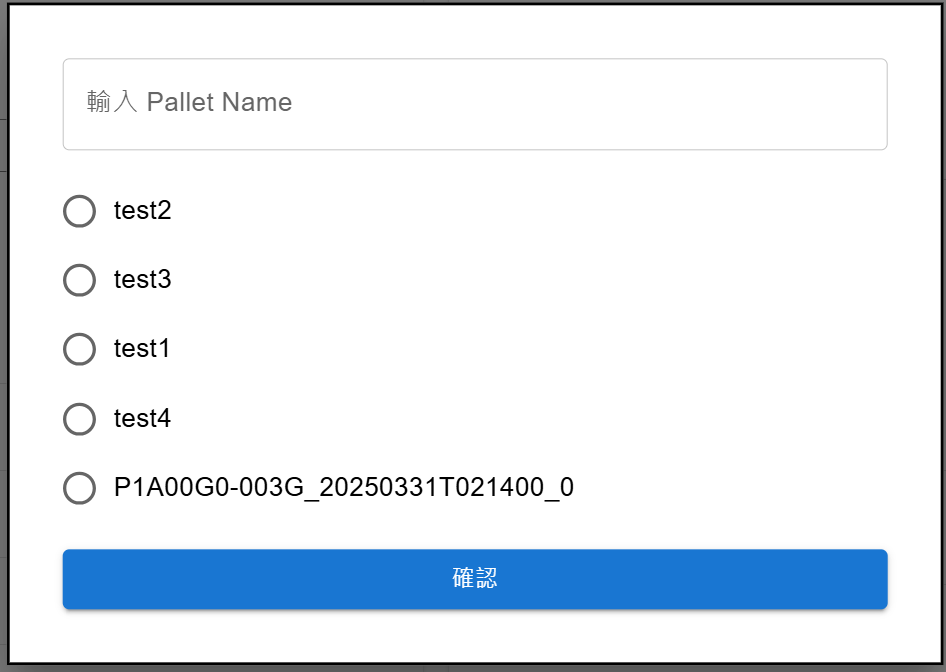 輸入 Pallet Name
test2
test3
test1
test4
P1A00G0-003G_20250331T021400_0
確認